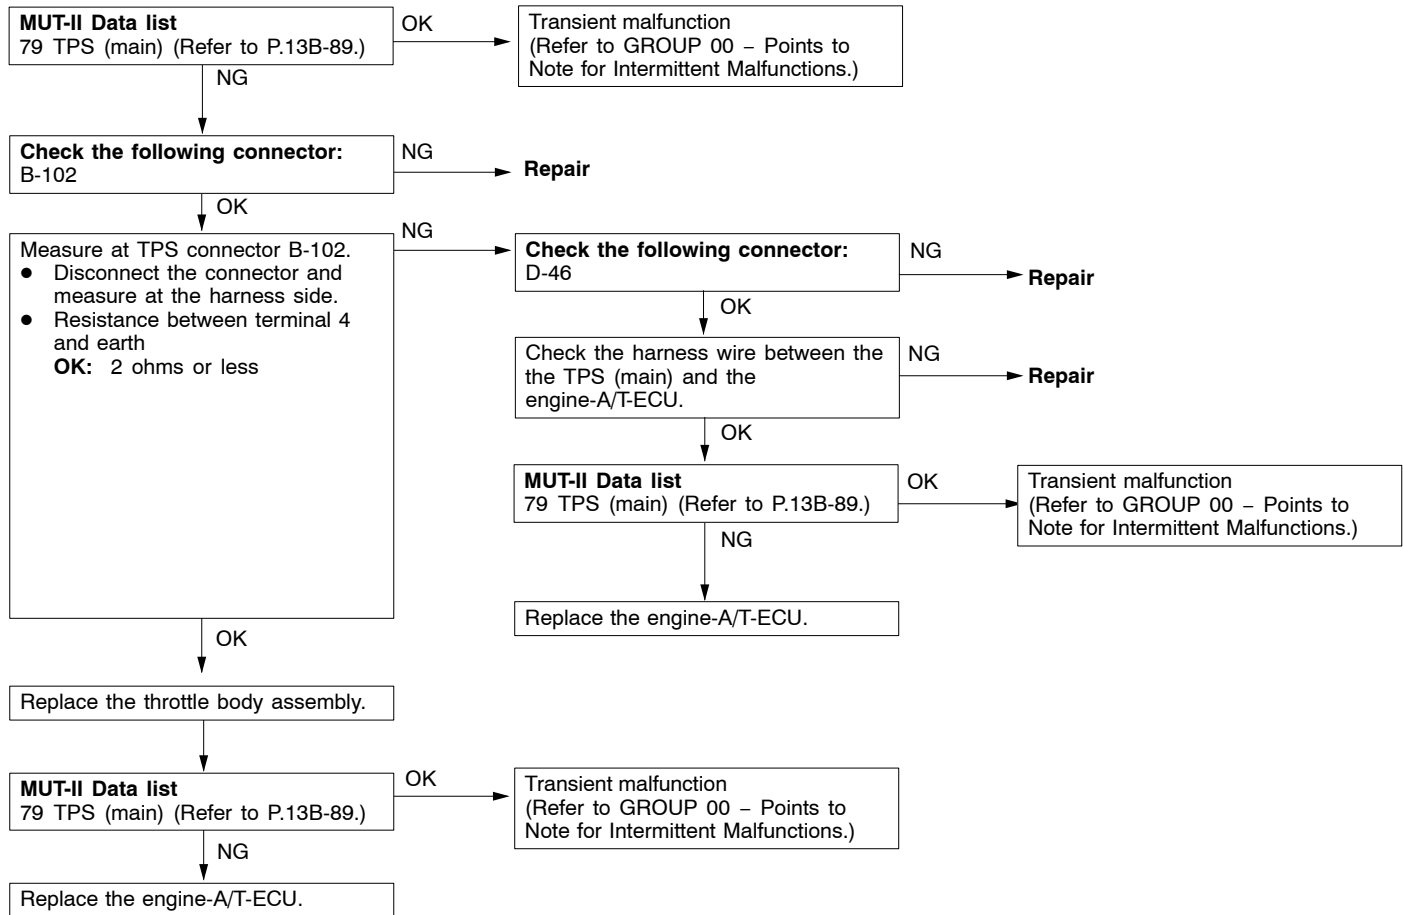 MUT-II Data list
79 TPS (main) (Refer to P.13B-89.)
OK
Transient malfunction
(Refer to GROUP 00 – Points to
Note for Intermittent Malfunctions.)
NG
Check the following connector:
B-102
NG
Repair
OK
Measure at TPS connector B-102.
● Disconnect the connector and
measure at the harness side.
● Resistance between terminal 4
and earth
OK: 2 ohms or less
NG
Check the following connector:
D-46
NG
Repair
OK
Check the harness wire between the
the TPS (main) and the
engine-A/T-ECU.
NG
Repair
OK
MUT-II Data list
79 TPS (main) (Refer to P.13B-89.)
OK
Transient malfunction
(Refer to GROUP 00 – Points to
Note for Intermittent Malfunctions.)
NG
Replace the engine-A/T-ECU.
OK
Replace the throttle body assembly.
MUT-II Data list
79 TPS (main) (Refer to P.13B-89.)
OK
Transient malfunction
(Refer to GROUP 00 – Points to
Note for Intermittent Malfunctions.)
NG
Replace the engine-A/T-ECU.